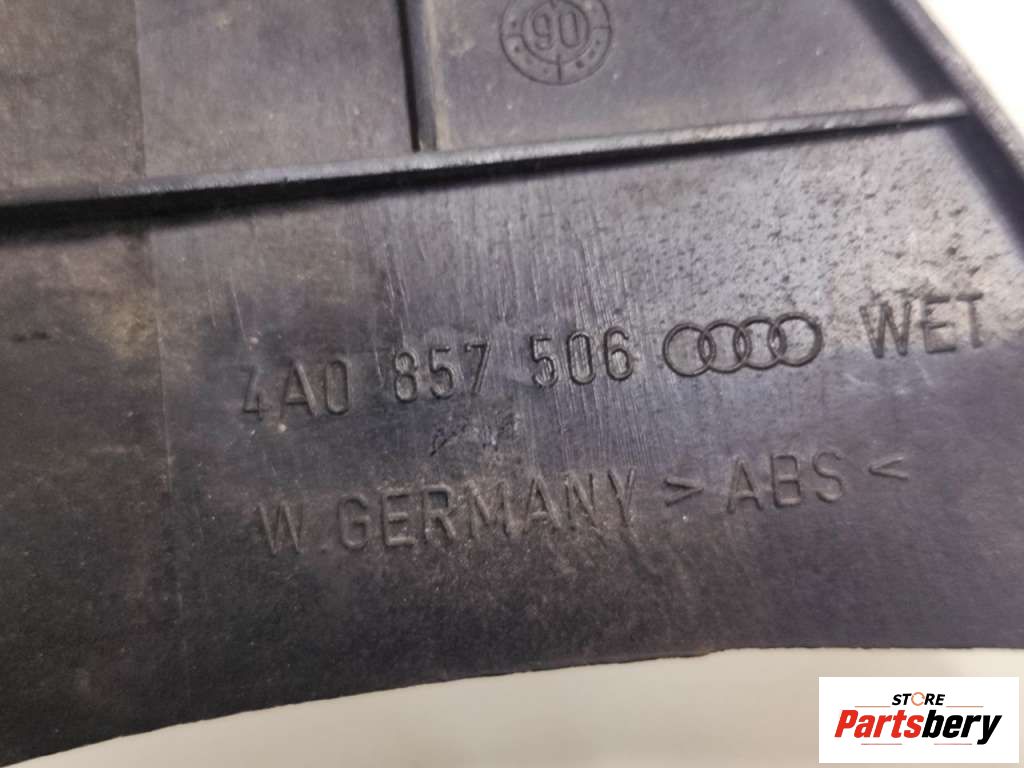 90
4A0 857 506 WET
W. GERMANY > ABS <
STORE
Partsbery